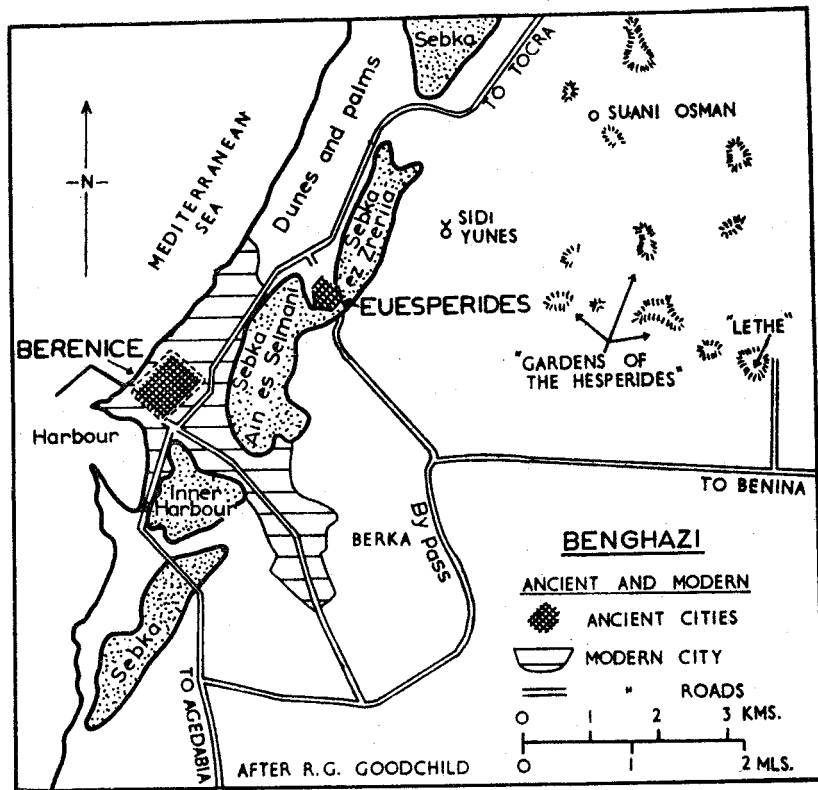 Sebka
TO TOCRA
Dunes and palms
SUANI OSMAN
-N-
MEDITERRANEAN
SEA
SIDI
YUNES
Sebka
ez Zrerila
EUESPERIDES
"LETHE"
"GARDENS OF
THE HESPERIDES"
BERENICE
Sebka
Ain es Selmani
Harbour
Inner
Harbour
TO BENINA
BERKA
By pass
Sebka
TO AGEDABIA
BENGHAZI
ANCIENT AND MODERN
ANCIENT CITIES
MODERN CITY
" ROADS
0 1 2 3 KMS.
0 1 2 MLS.
AFTER R.G. GOODCHILD